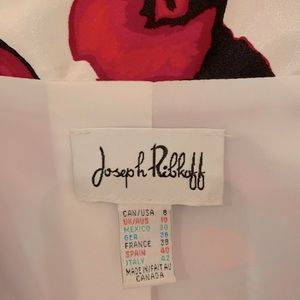 Joseph Ribkoff
CAN/USA 8
UK/AUS 10
MEXICO 30
GER 36
FRANCE 38
SPAIN 40
ITALY 42
MADE IN/FAIT AU
CANADA